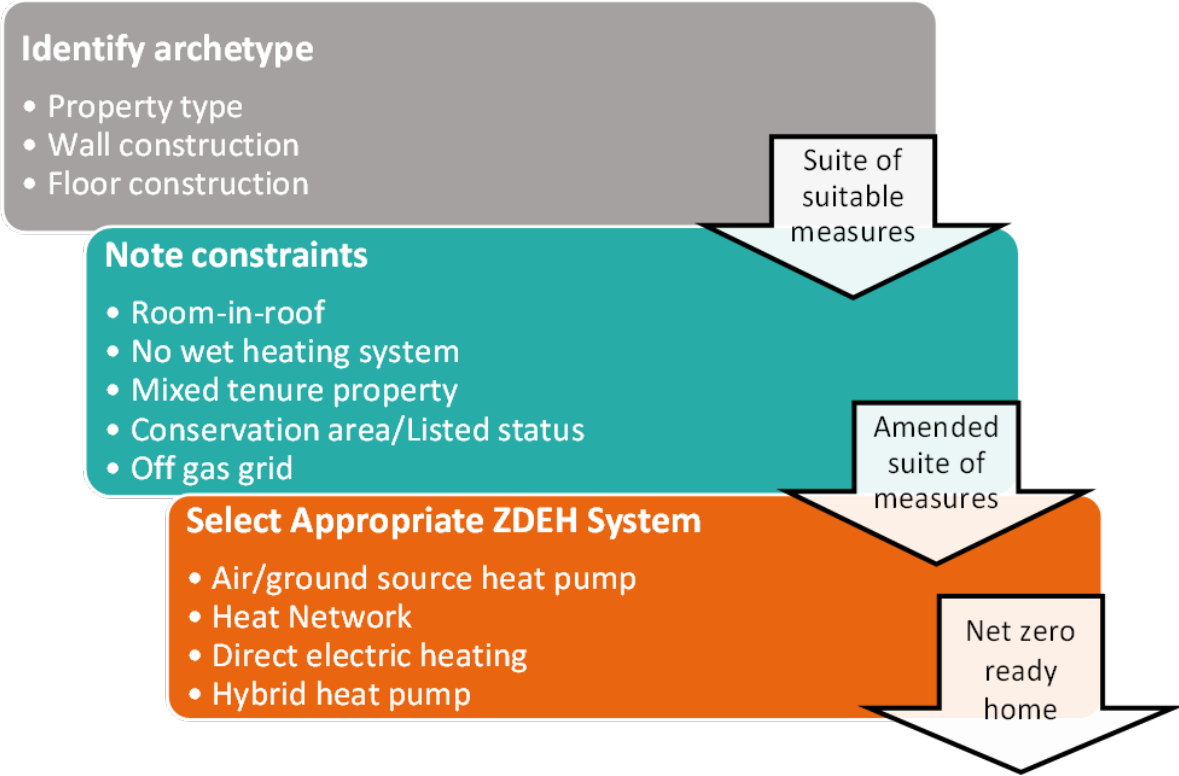 Identify archetype
• Property type
• Wall construction
• Floor construction
Suite of
suitable
measures
Note constraints
• Room-in-roof
• No wet heating system
• Mixed tenure property
• Conservation area/Listed status
• Off gas grid
Amended
suite of
measures
Select Appropriate ZDEH System
• Air/ground source heat pump
• Heat Network
• Direct electric heating
• Hybrid heat pump
Net zero
ready
home